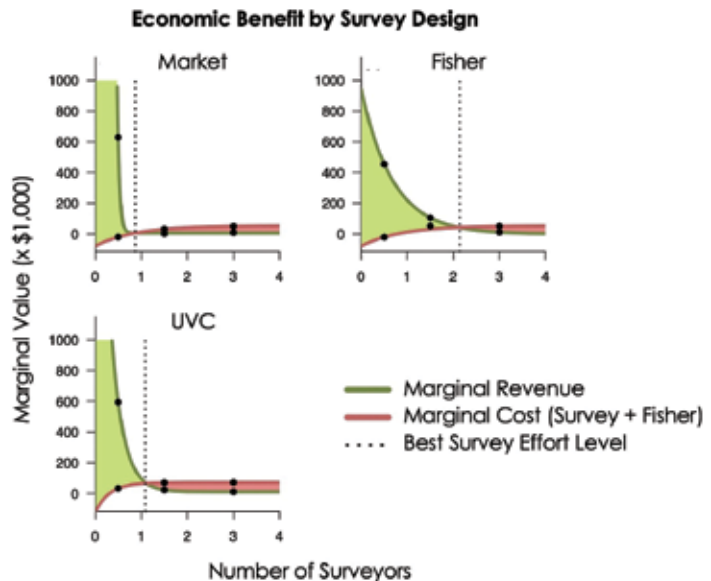 Economic Benefit by Survey Design
Market
Fisher
1000
800
600
400
200
0
0 1 2 3 4
1000
800
600
400
200
0
0 1 2 3 4
UVC
1000
800
600
400
200
0
0 1 2 3 4
Marginal Value (x $1,000)
Number of Surveyors
Marginal Revenue
Marginal Cost (Survey + Fisher)
Best Survey Effort Level